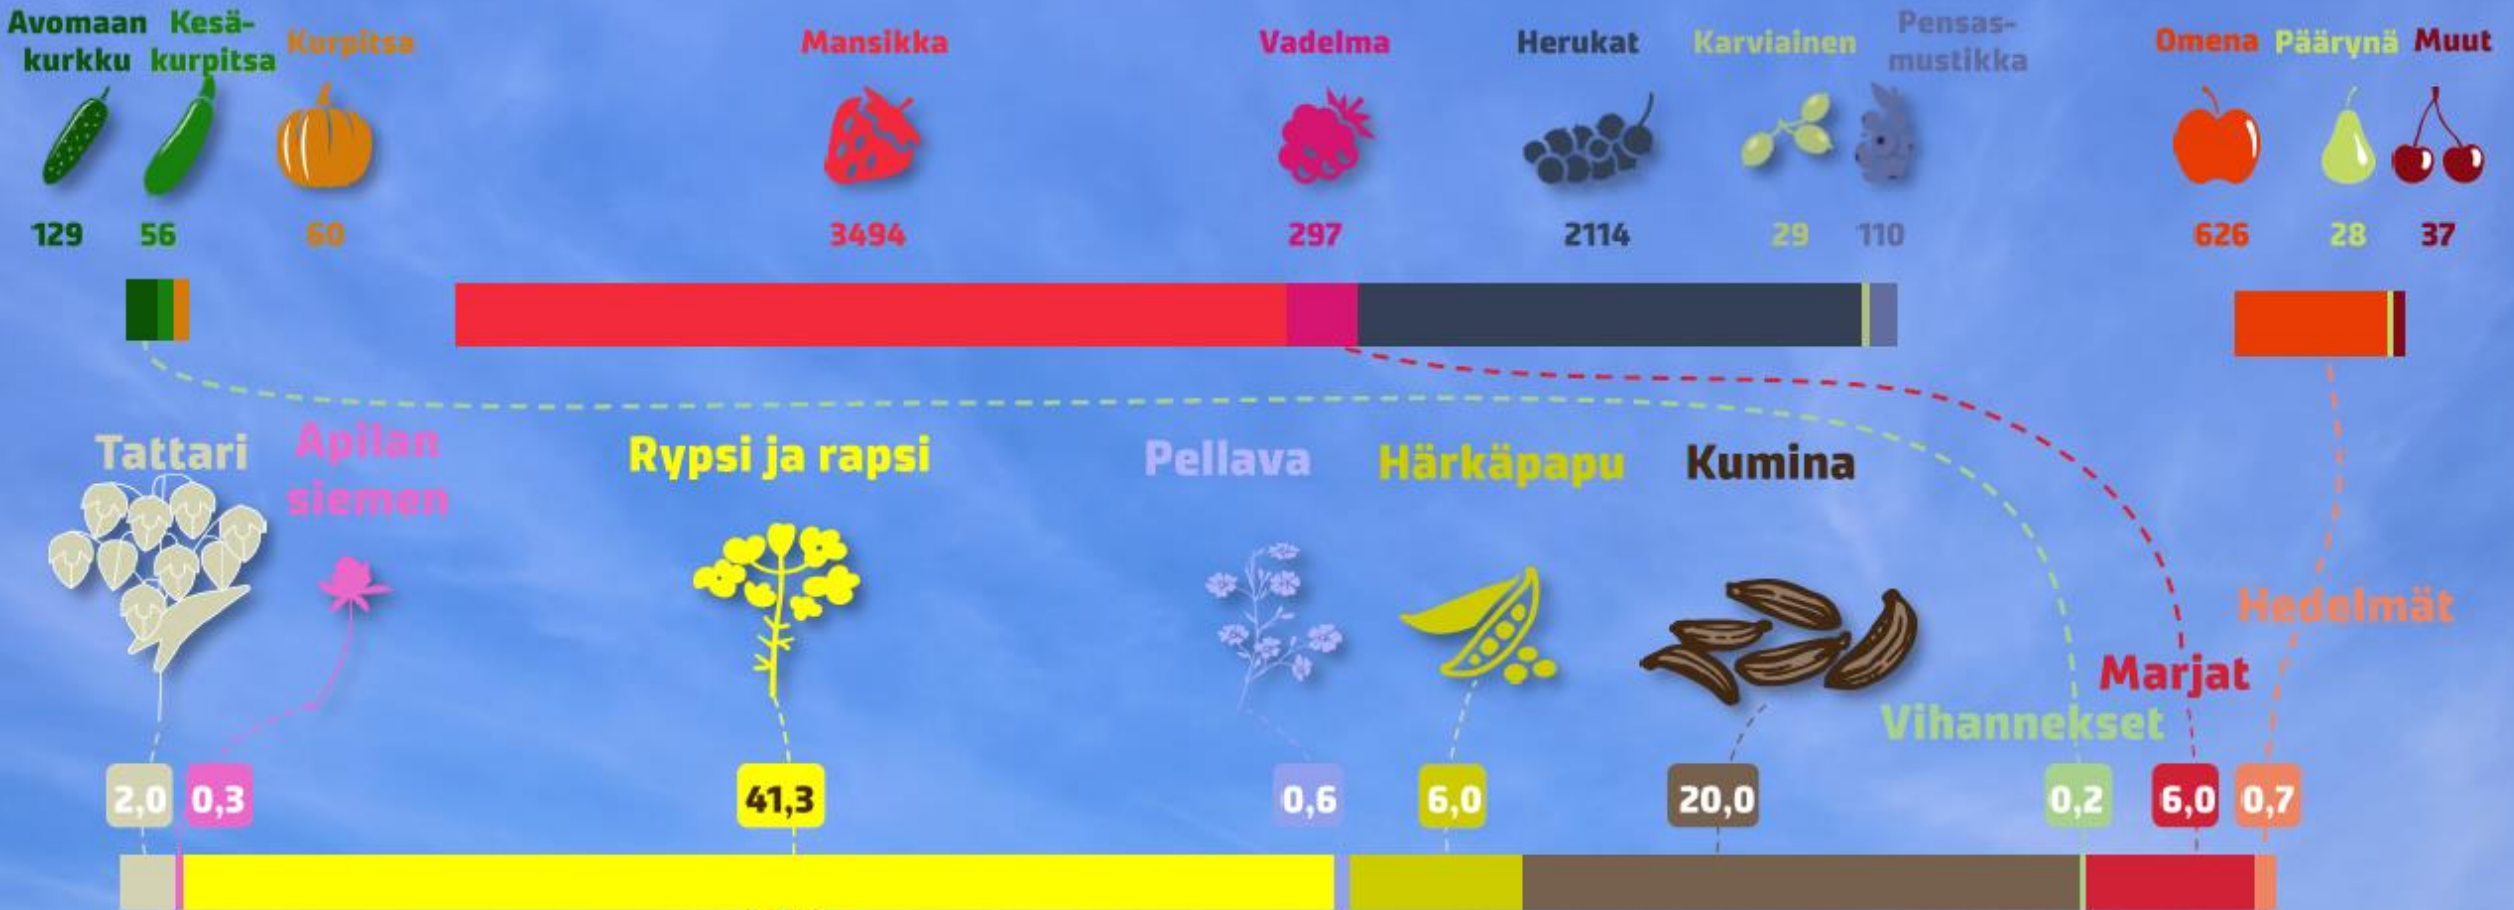 Avomaan
kurkku
Kesä-
kurpitsa
Kurpitsa
Mansikka
Vadelma
Herukat
Karviainen
Pensas-
mustikka
Omena
Päärynä
Muut
129
56
60
3494
297
2114
29
110
626
28
37
Tattari
Apilan
siemen
Rypsi ja rapsi
Pellava
Härkäpapu
Kumina
Hedelmät
Marjat
Vihannekset
2,0
0,3
41,3
0,6
6,0
20,0
0,2
6,0
0,7